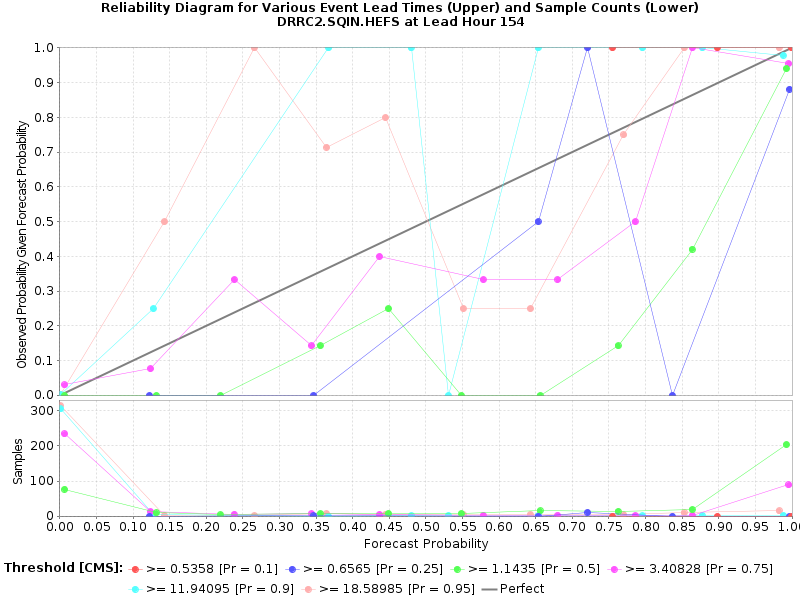 Reliability Diagram for Various Event Lead Times (Upper) and Sample Counts (Lower)
DRRC2.SQIN.HEFS at Lead Hour 154
Observed Probability Given Forecast Probability
1.0
0.9
0.8
0.7
0.6
0.5
0.4
0.3
0.2
0.1
0.0
Samples
300
200
100
0
0.00 0.05 0.10 0.15 0.20 0.25 0.30 0.35 0.40 0.45 0.50 0.55 0.60 0.65 0.70 0.75 0.80 0.85 0.90 0.95 1.00
Forecast Probability
Threshold [CMS]: >= 0.5358 [Pr = 0.1] >= 0.6565 [Pr = 0.25] >= 1.1435 [Pr = 0.5] >= 3.40828 [Pr = 0.75]
>= 11.94095 [Pr = 0.9] >= 18.58985 [Pr = 0.95] Perfect